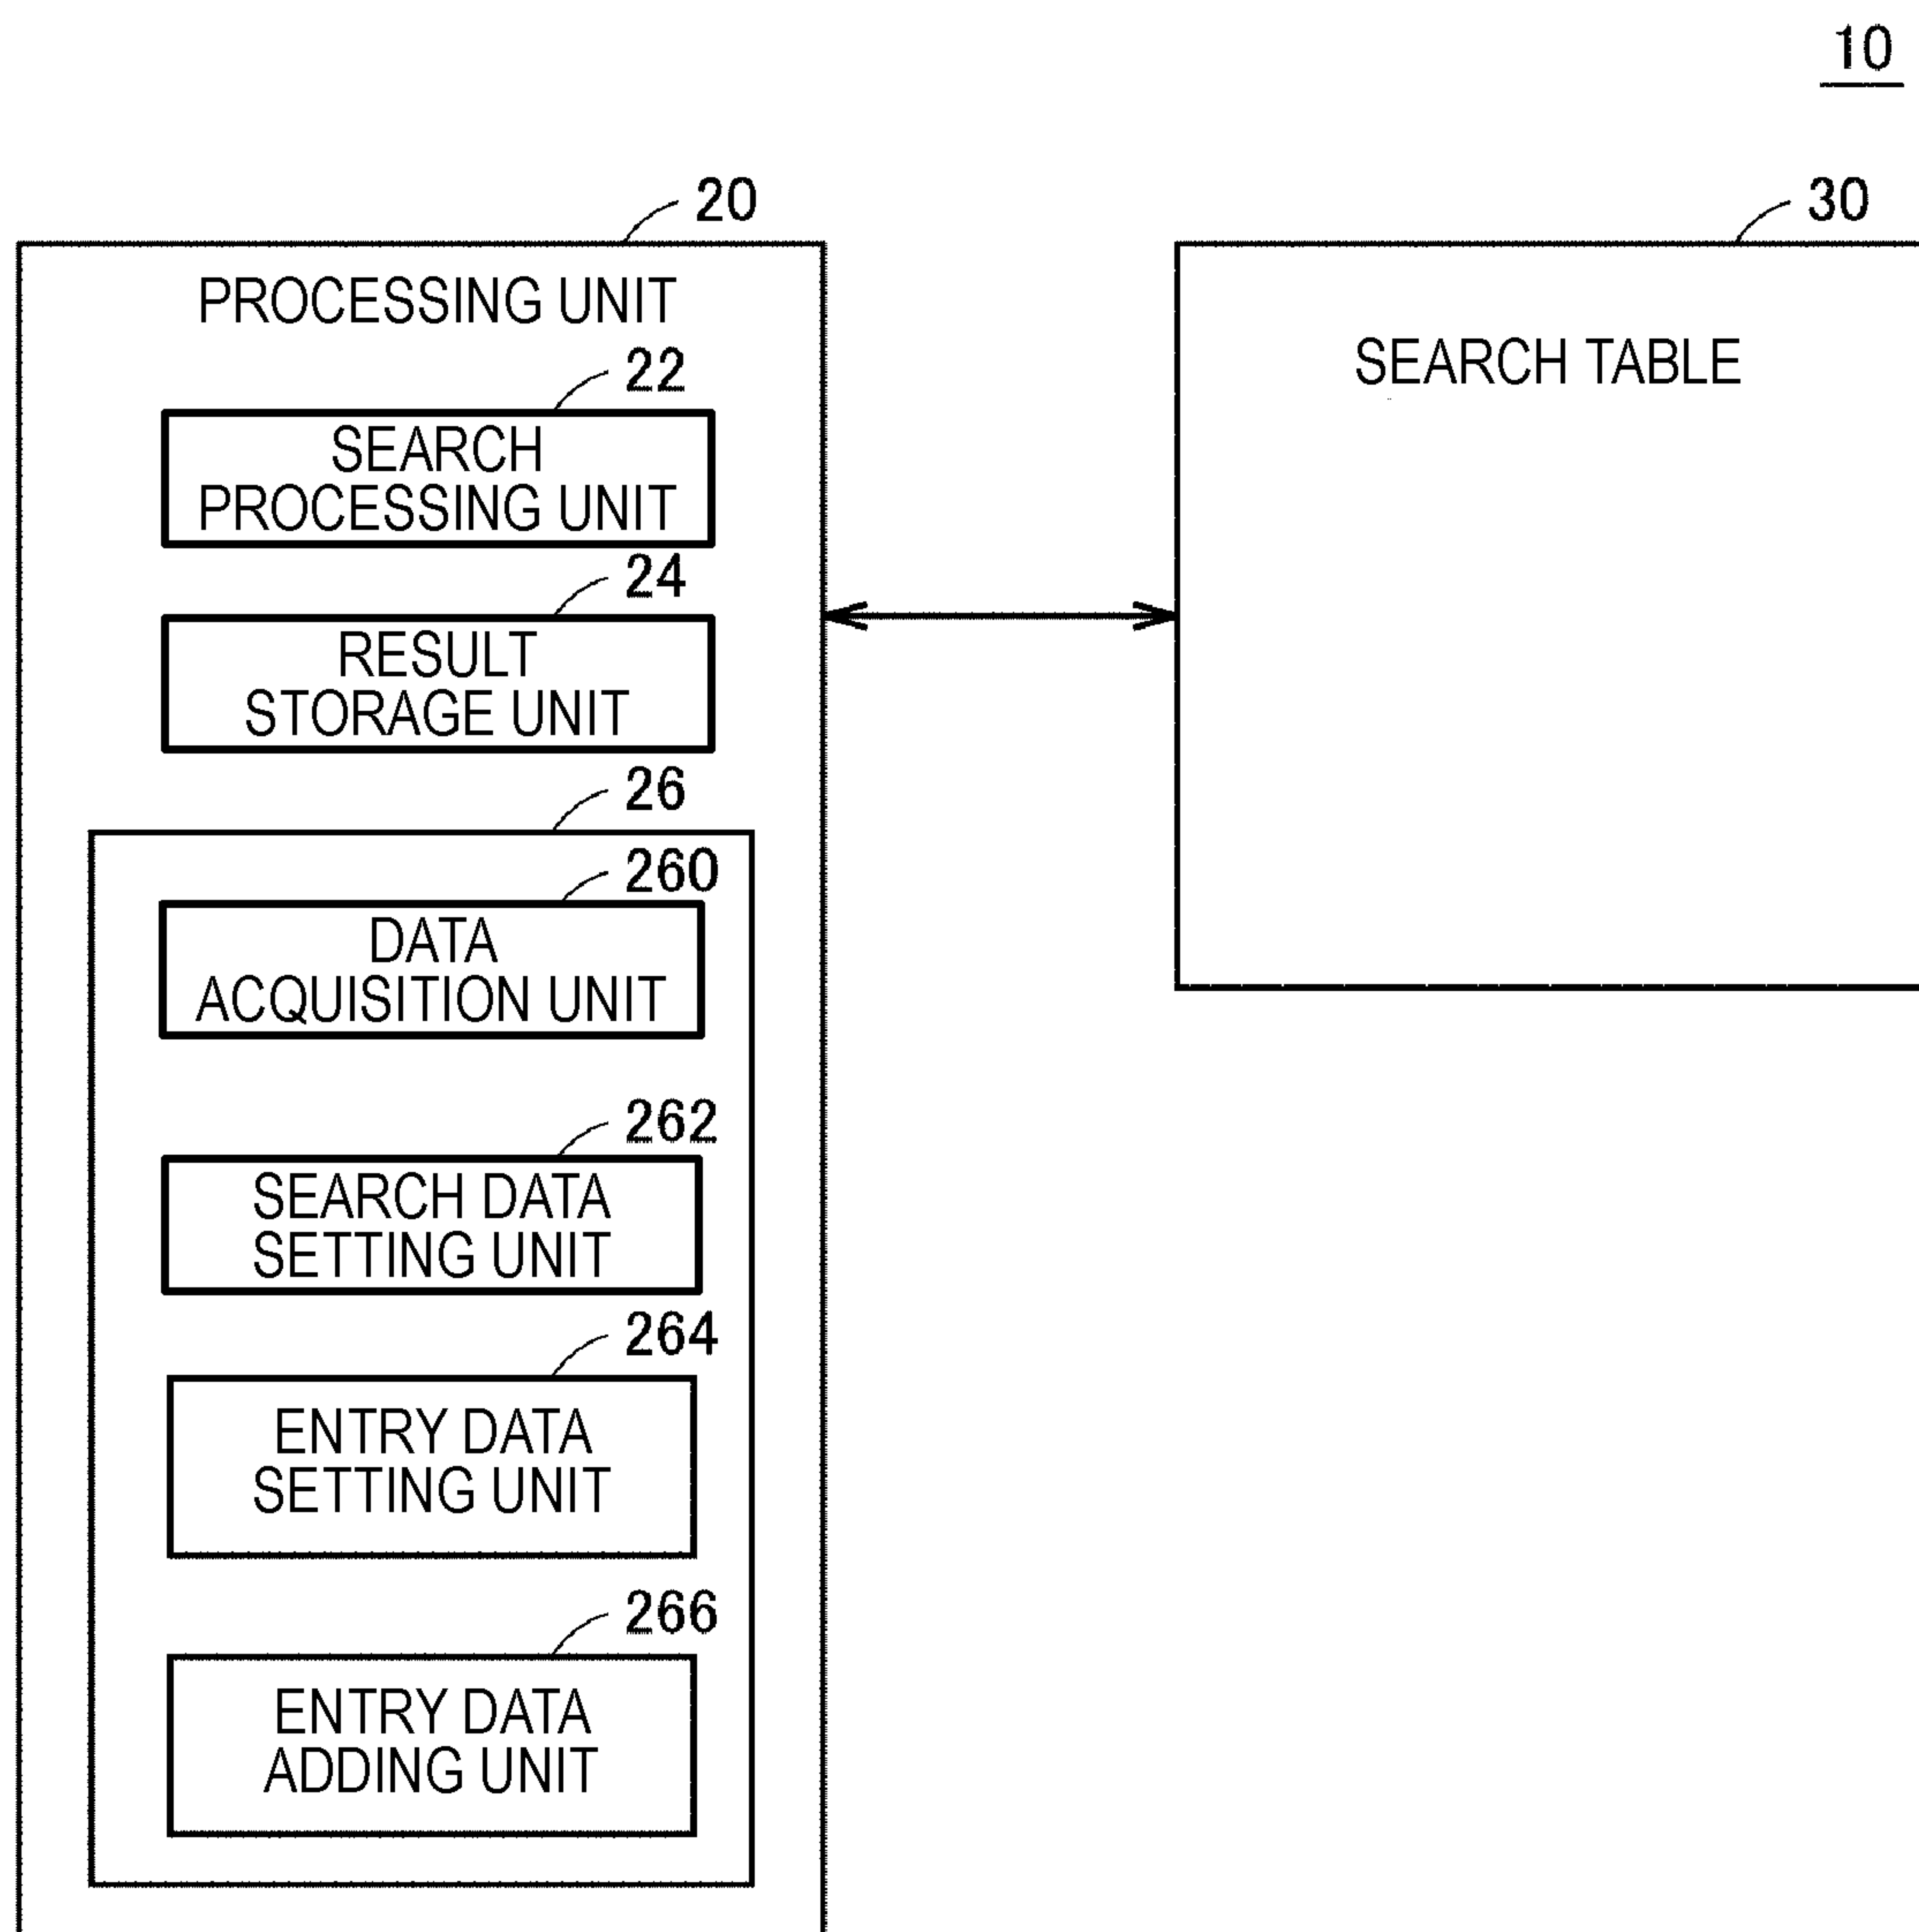 10
20
PROCESSING UNIT
22
SEARCH
PROCESSING UNIT
24
RESULT
STORAGE UNIT
26
260
DATA
ACQUISITION UNIT
262
SEARCH DATA
SETTING UNIT
264
ENTRY DATA
SETTING UNIT
266
ENTRY DATA
ADDING UNIT
30
SEARCH TABLE